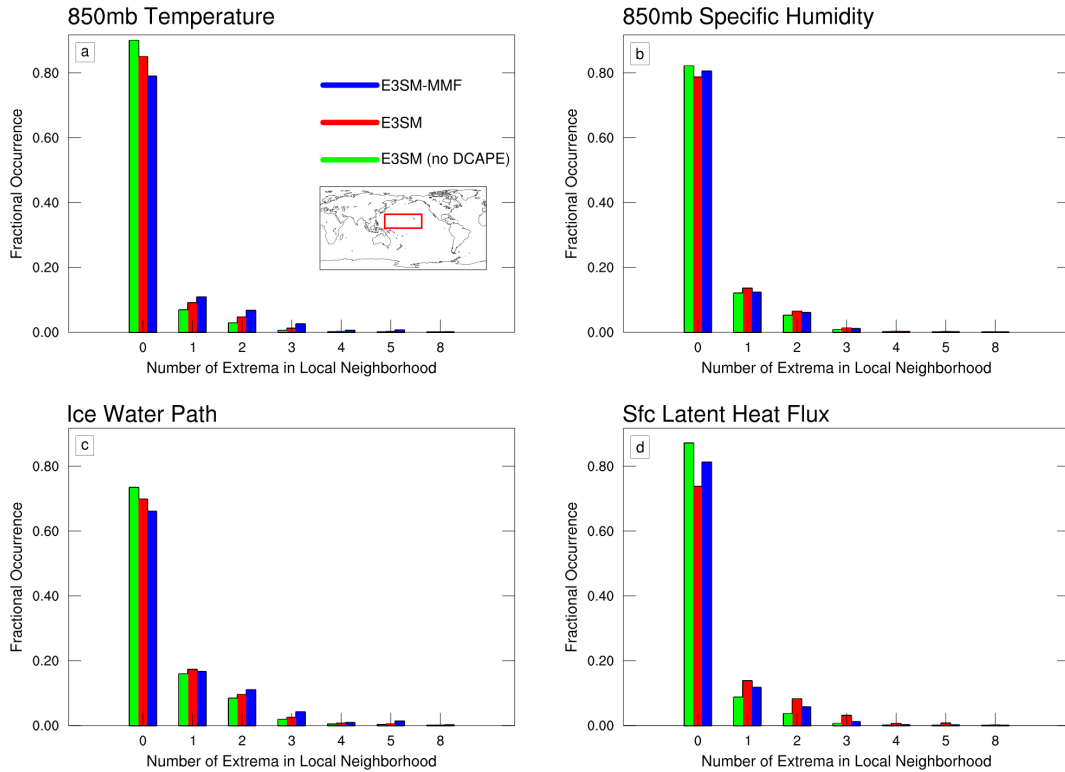 850mb Temperature
a
0.80
0.60
0.40
0.20
0.00
Fractional Occurrence
E3SM-MMF
E3SM
E3SM (no DCAPE)
0 1 2 3 4 5 8
Number of Extrema in Local Neighborhood
850mb Specific Humidity
b
0.80
0.60
0.40
0.20
0.00
Fractional Occurrence
0 1 2 3 4 5 8
Number of Extrema in Local Neighborhood
Ice Water Path
c
0.80
0.60
0.40
0.20
0.00
Fractional Occurrence
0 1 2 3 4 5 8
Number of Extrema in Local Neighborhood
Sfc Latent Heat Flux
d
0.80
0.60
0.40
0.20
0.00
Fractional Occurrence
0 1 2 3 4 5 8
Number of Extrema in Local Neighborhood